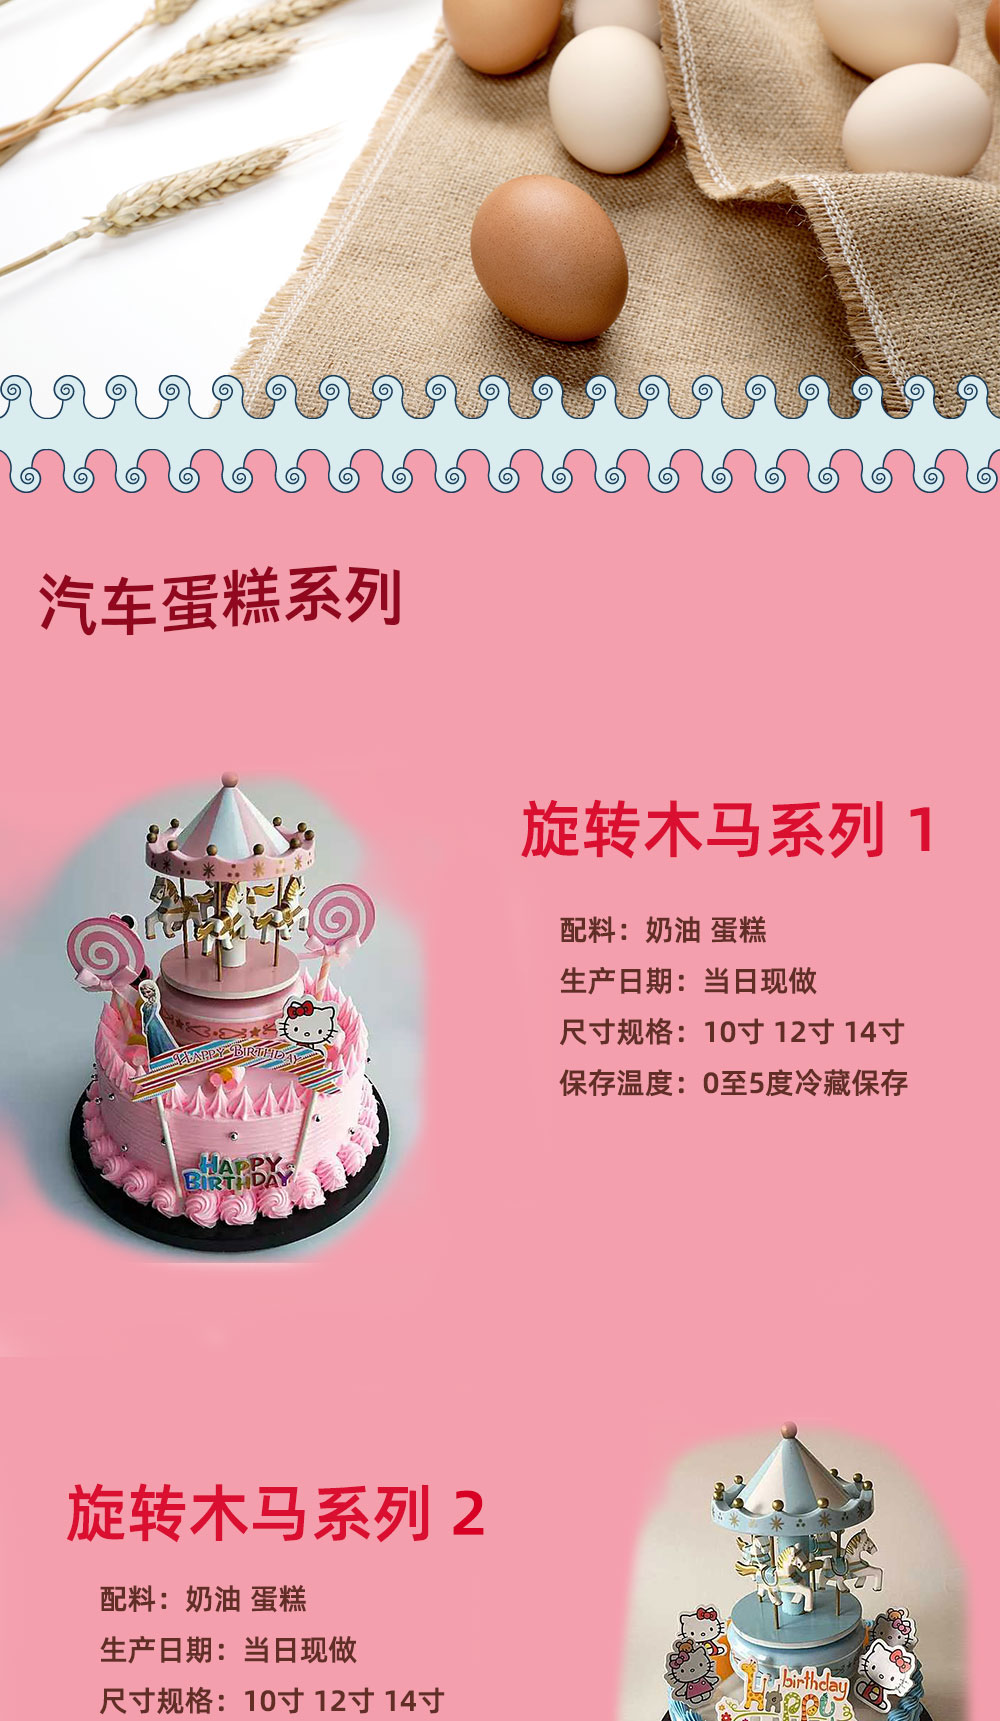 汽车蛋糕系列
旋转木马系列 1
配料：奶油 蛋糕
生产日期：当日现做
尺寸规格：10寸 12寸 14寸
保存温度：0至5度冷藏保存
HAPPY BIRTHDAY
HAPPY
BIRTHDAY
旋转木马系列 2
配料：奶油 蛋糕
生产日期：当日现做
尺寸规格：10寸 12寸 14寸
birthday
HAPPY